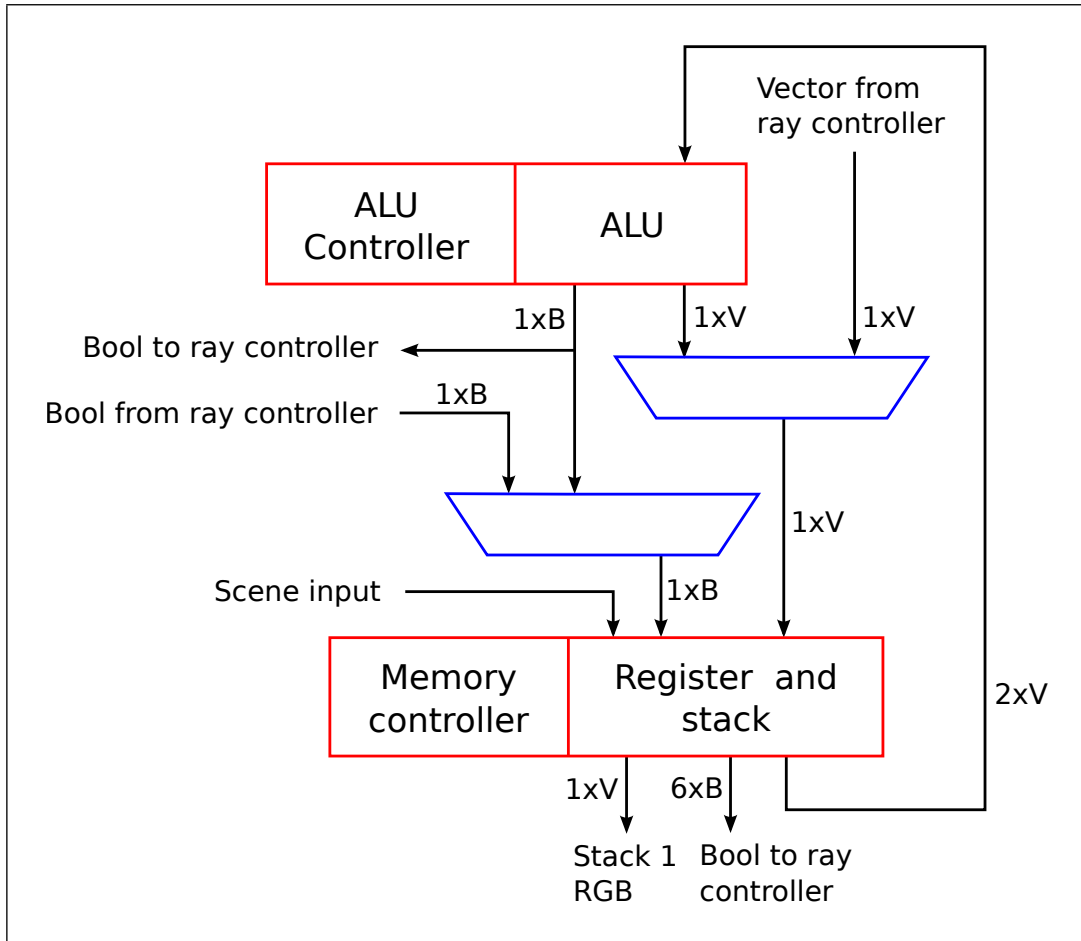 Vector from
ray controller
ALU
Controller
ALU
1xB
1xV
1xV
Bool to ray controller
1xB
Bool from ray controller
1xV
Scene input
1xB
Memory
controller
Register and
stack
2xV
1xV
6xB
Stack 1
RGB
Bool to ray
controller